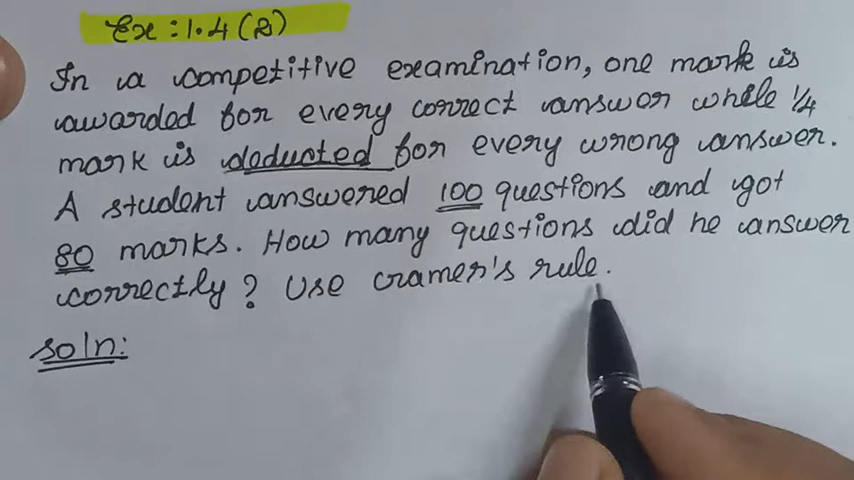 Ex : 1.4 (2)
In a competitive examination, one mark is
awarded for every correct answer while 1/4
mark is deducted for every wrong answer.
A student answered 100 questions and got
80 marks. How many questions did he answer
correctly? Use cramer's rule.
soln: